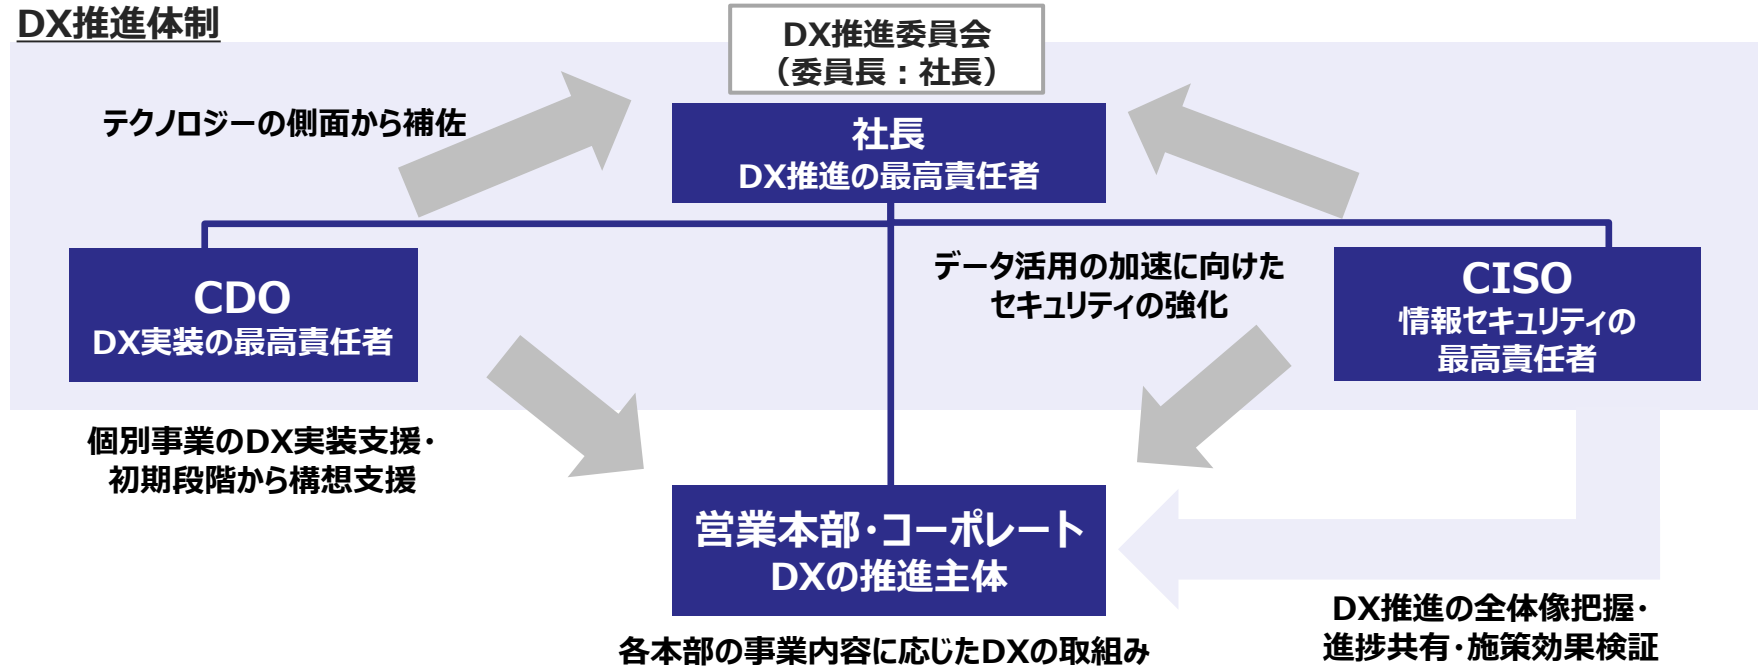 DX推進体制
DX推進委員会
（委員長：社長）
テクノロジーの側面から補佐
社長
DX推進の最高責任者
CDO
DX実装の最高責任者
データ活用の加速に向けた
セキュリティの強化
CISO
情報セキュリティの
最高責任者
個別事業のDX実装支援・
初期段階から構想支援
営業本部・コーポレート
DXの推進主体
各本部の事業内容に応じたDXの取組み
DX推進の全体像把握・
進捗共有・施策効果検証